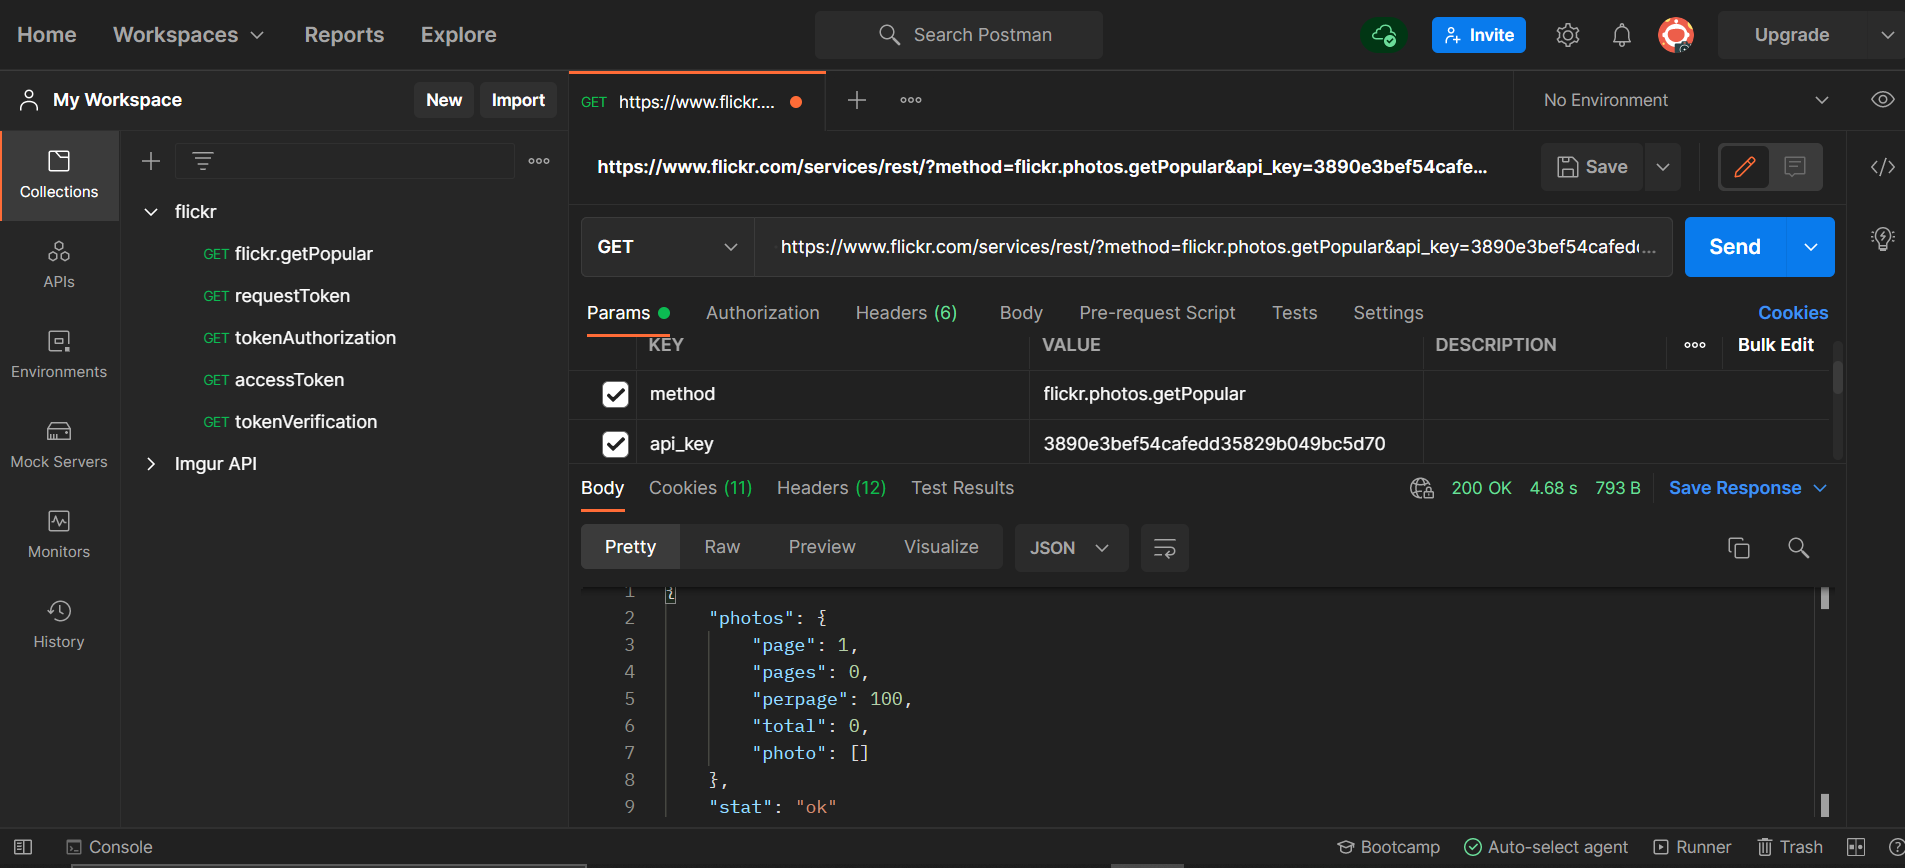 Home Workspaces Reports Explore Search Postman Invite Upgrade
My Workspace New Import GET https://www.flickr.... No Environment
Collections
https://www.flickr.com/services/rest/?method=flickr.photos.getPopular&api_key=3890e3bef54cafe... Save
flickr
GET flickr.getPopular
GET requestToken
GET tokenAuthorization
GET accessToken
GET tokenVerification
Imgur API
APIs
Environments
Mock Servers
Monitors
History
GET https://www.flickr.com/services/rest/?method=flickr.photos.getPopular&api_key=3890e3bef54cafedd... Send
Params Authorization Headers (6) Body Pre-request Script Tests Settings Cookies
KEY VALUE DESCRIPTION Bulk Edit
method flickr.photos.getPopular
api_key 3890e3bef54cafedd35829b049bc5d70
Body Cookies (11) Headers (12) Test Results 200 OK 4.68 s 793 B Save Response
Pretty Raw Preview Visualize JSON
1 {
2 "photos": {
3 "page": 1,
4 "pages": 0,
5 "perpage": 100,
6 "total": 0,
7 "photo": []
8 },
9 "stat": "ok"
Console Bootcamp Auto-select agent Runner Trash